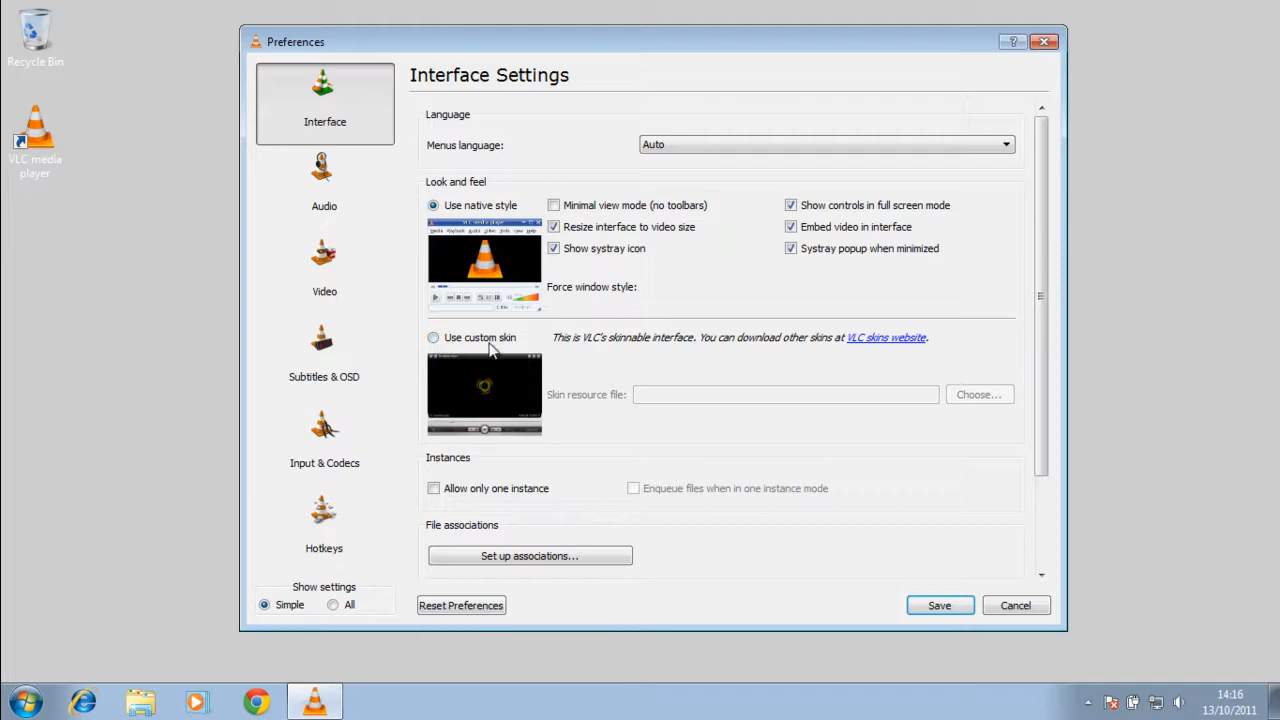 Recycle Bin
VLC media
player
Preferences
Interface
Audio
Video
Subtitles & OSD
Input & Codecs
Hotkeys
Show settings
Simple
All
Interface Settings
Language
Menus language:
Auto
Look and feel
Use native style
Minimal view mode (no toolbars)
Show controls in full screen mode
Resize interface to video size
Embed video in interface
Show systray icon
Systray popup when minimized
Force window style:
Use custom skin
This is VLC's skinnable interface. You can download other skins at VLC skins website.
Skin resource file:
Choose...
Instances
Allow only one instance
Enqueue files when in one instance mode
File associations
Set up associations...
Reset Preferences
Save
Cancel
14:16
13/10/2011